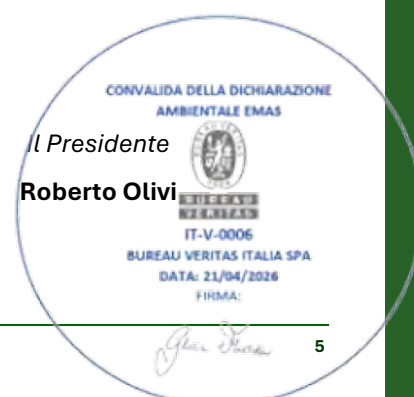 CONVALIDA DELLA DICHIARAZIONE
AMBIENTALE EMAS
Il Presidente
Roberto Olivi
BUREAU
VERITAS
IT-V-0006
BUREAU VERITAS ITALIA SPA
DATA: 21/04/2026
FIRMA:
5